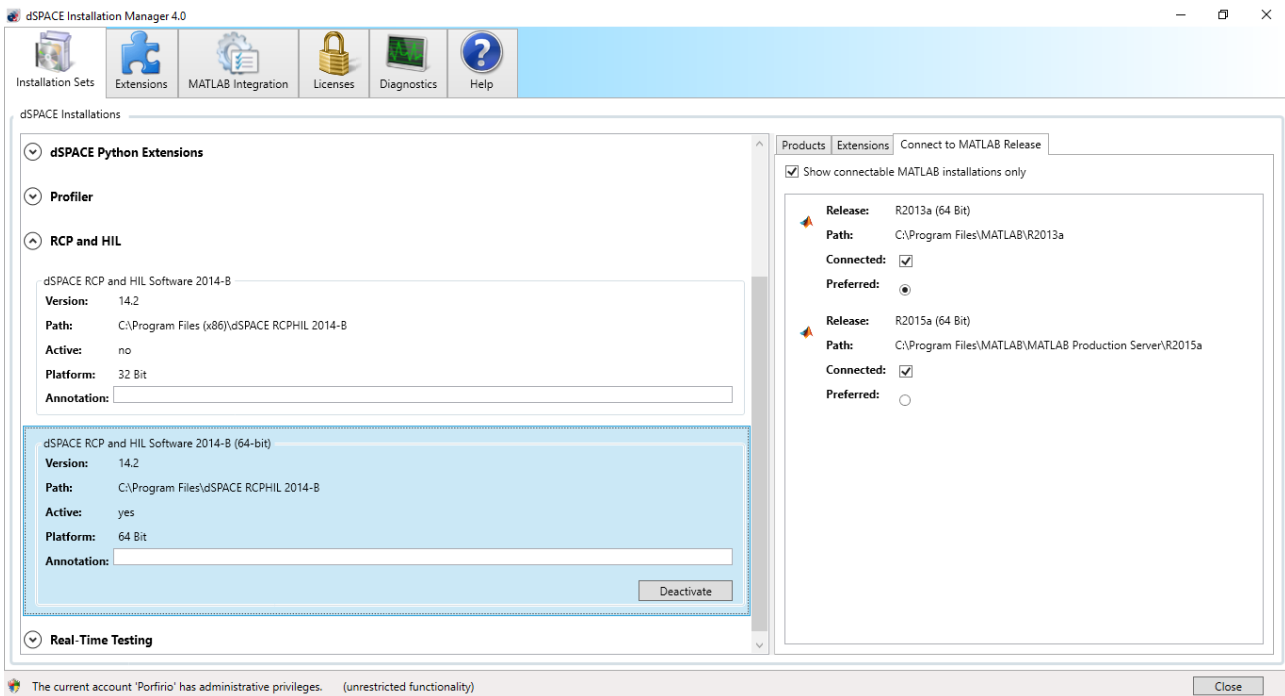 dSPACE Installation Manager 4.0
Installation Sets
Extensions
MATLAB Integration
Licenses
Diagnostics
Help
dSPACE Installations
dSPACE Python Extensions
Profiler
RCP and HIL
dSPACE RCP and HIL Software 2014-B
Version: 14.2
Path: C:\Program Files (x86)\dSPACE RCPHIL 2014-B
Active: no
Platform: 32 Bit
Annotation:
dSPACE RCP and HIL Software 2014-B (64-bit)
Version: 14.2
Path: C:\Program Files\dSPACE RCPHIL 2014-B
Active: yes
Platform: 64 Bit
Annotation:
Deactivate
Real-Time Testing
Products
Extensions
Connect to MATLAB Release
Show connectable MATLAB installations only
Release: R2013a (64 Bit)
Path: C:\Program Files\MATLAB\R2013a
Connected:
Preferred:
Release: R2015a (64 Bit)
Path: C:\Program Files\MATLAB\MATLAB Production Server\R2015a
Connected:
Preferred:
The current account 'Porfirio' has administrative privileges. (unrestricted functionality)
Close